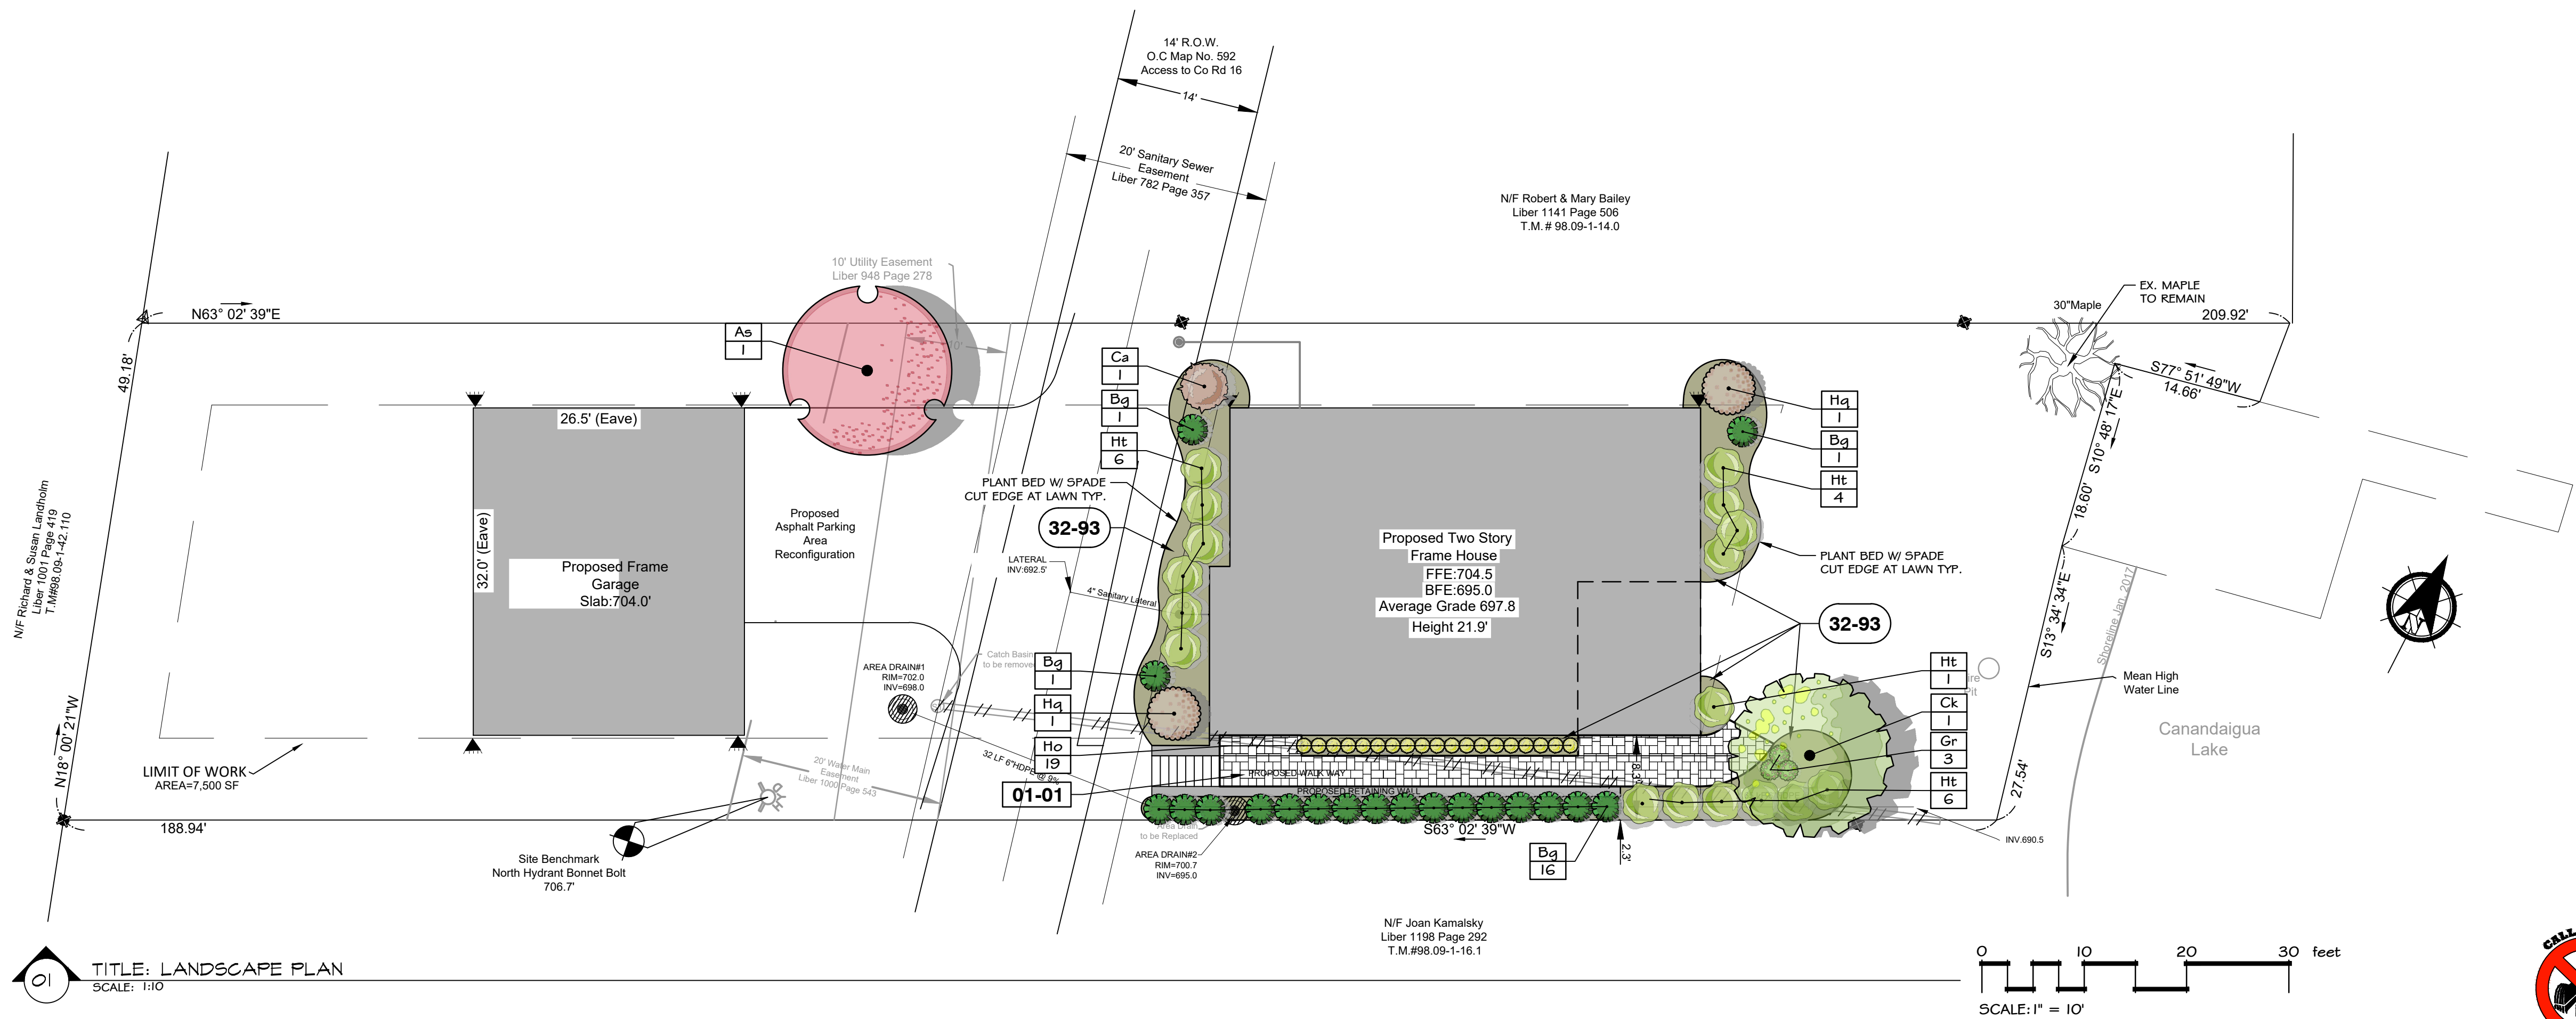 14' R.O.W.
O.C Map No. 592
Access to Co Rd 16
14'
20' Sanitary Sewer
Easement
Liber 782 Page 357
N/F Robert & Mary Bailey
Liber 1141 Page 506
T.M. # 98.09-1-14.0
10' Utility Easement
Liber 948 Page 278
10'
EX. MAPLE
TO REMAIN
30"Maple
209.92'
N63° 02' 39"E
49.18'
As
1
Ca
1
Bg
1
Ht
6
Hq
1
Bg
1
Ht
4
S77° 51' 49"W
14.66'
S10° 48' 17"E
18.60'
26.5' (Eave)
32.0' (Eave)
PLANT BED W/ SPADE
CUT EDGE AT LAWN TYP.
32-93
Proposed
Asphalt Parking
Area
Reconfiguration
N/F Richard & Susan Landholm
Liber 1001 Page 419
T.M#98.09-1-42.110
Proposed Frame
Garage
Slab:704.0'
LATERAL
INV:692.5'
4" Sanitary Lateral
Proposed Two Story
Frame House
FFE:704.5
BFE:695.0
Average Grade 697.8
Height 21.9'
PLANT BED W/ SPADE
CUT EDGE AT LAWN TYP.
32-93
S13° 34' 34"E
Shoreline Jan. 2017
N
AREA DRAIN#1
RIM=702.0
INV=698.0
Catch Basin
to be removed
Bg
1
Hq
1
Ho
19
01-01
Ht
1
Ck
1
Gr
3
Ht
6
Pit
Mean High
Water Line
Canandaigua
Lake
27.54'
N18° 00' 21"W
LIMIT OF WORK
AREA=7,500 SF
20' Water Main
Easement
Liber 1000 Page 543
32 LF 6"HDPE @ 9%
PROPOSED WALK WAY
PROPOSED RETAINING WALL
8.3'
188.94'
Area Drain
to be Replaced
S63° 02' 39"W
2.3'
INV.690.5
Site Benchmark
North Hydrant Bonnet Bolt
706.7'
AREA DRAIN#2
RIM=700.7
INV=695.0
Bg
16
N/F Joan Kamalsky
Liber 1198 Page 292
T.M.#98.09-1-16.1
01
TITLE: LANDSCAPE PLAN
SCALE: 1:10
0 10 20 30 feet
SCALE:1" = 10'
CALL